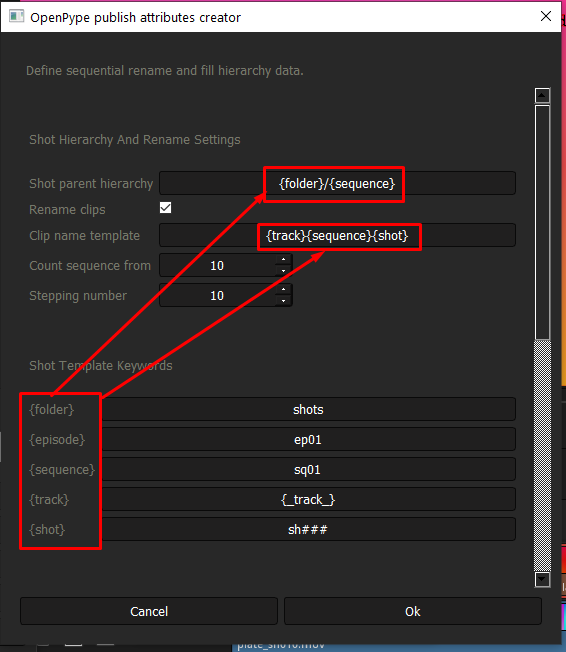 OpenPype publish attributes creator
Define sequential rename and fill hierarchy data.
Shot Hierarchy And Rename Settings
Shot parent hierarchy {folder}/{sequence}
Rename clips
Clip name template {track}{sequence}{shot}
Count sequence from 10
Stepping number 10
Shot Template Keywords
{folder} shots
{episode} ep01
{sequence} sq01
{track} {_track_}
{shot} sh###
Cancel Ok